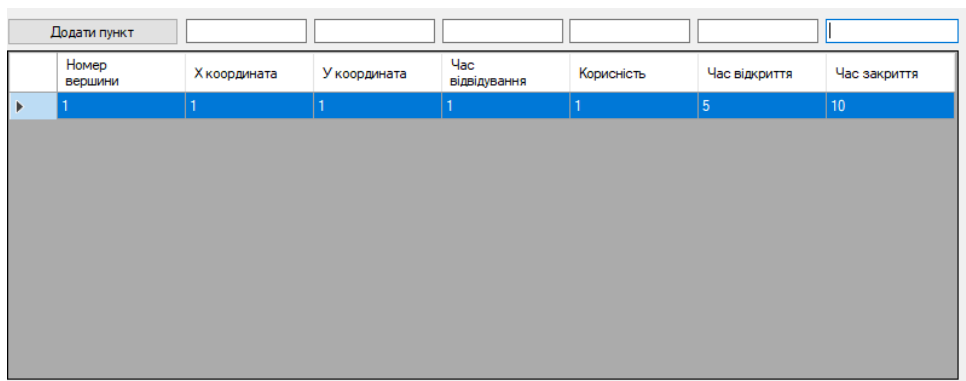 Додати пункт
Номер вершини X координата У координата Час відвідування Корисність Час відкриття Час закриття
1 1 1 1 1 5 10